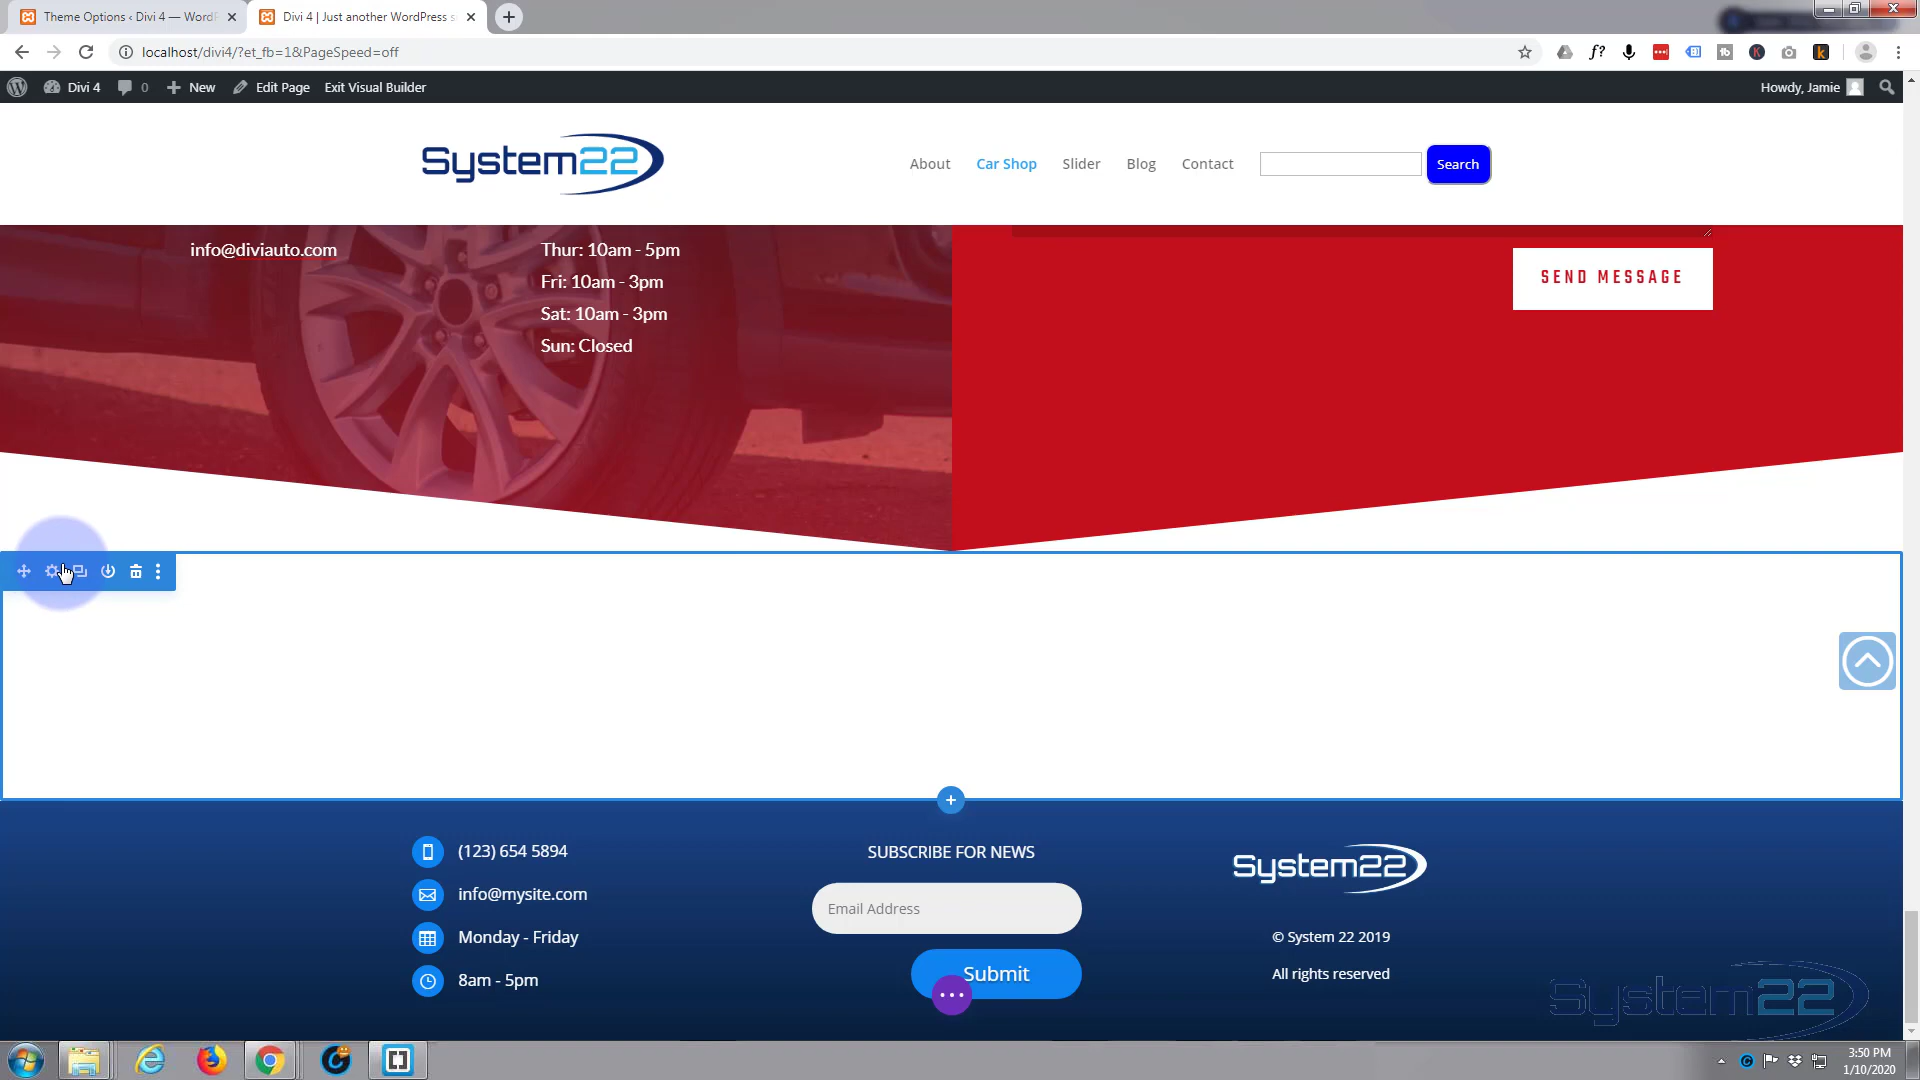 Theme Options ‹ Divi 4 — WordP
Divi 4 | Just another WordPress s
localhost/divi4/?et_fb=1&PageSpeed=off
f?
Divi 4
0
New
Edit Page
Exit Visual Builder
Howdy, Jamie
System22
About
Car Shop
Slider
Blog
Contact
Search
info@diviauto.com
Thur: 10am - 5pm
Fri: 10am - 3pm
Sat: 10am - 3pm
Sun: Closed
SEND MESSAGE
(123) 654 5894
info@mysite.com
Monday - Friday
8am - 5pm
SUBSCRIBE FOR NEWS
Email Address
Submit
System22
© System 22 2019
All rights reserved
System22
3:50 PM
1/10/2020